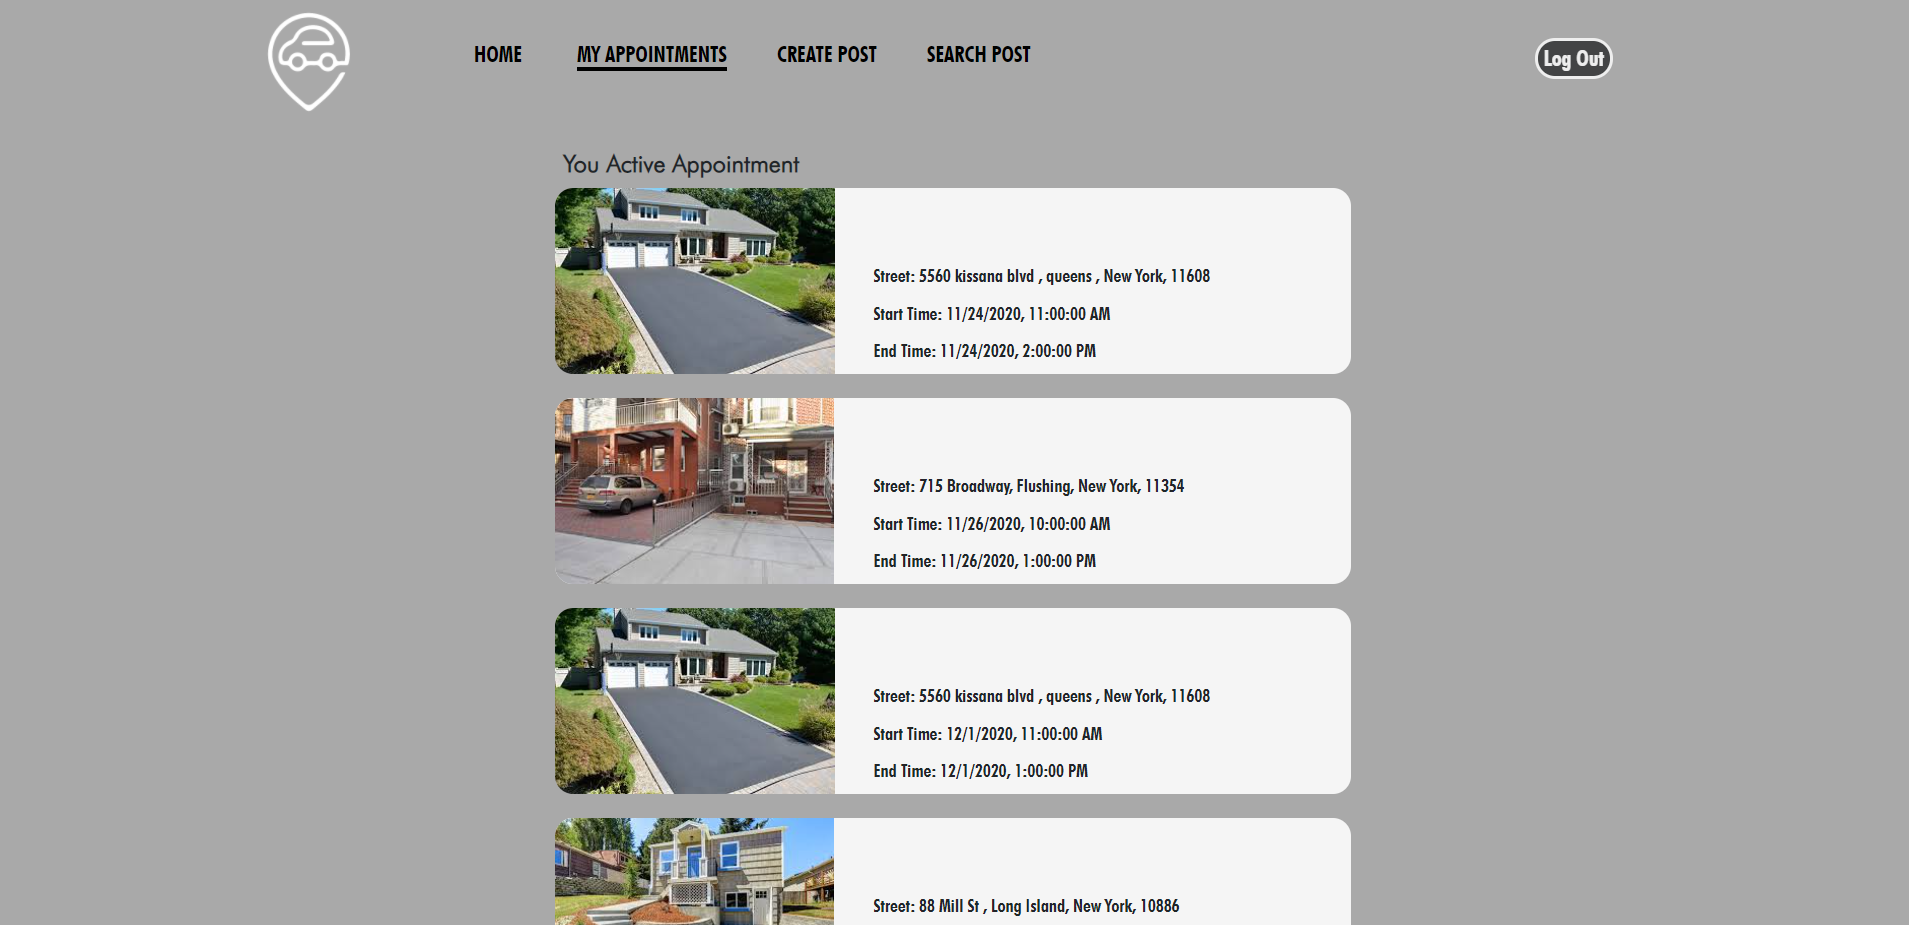 HOME
MY APPOINTMENTS
CREATE POST
SEARCH POST
Log Out
You Active Appointment
Street: 5560 kissana blvd , queens , New York, 11608
Start Time: 11/24/2020, 11:00:00 AM
End Time: 11/24/2020, 2:00:00 PM
Street: 715 Broadway, Flushing, New York, 11354
Start Time: 11/26/2020, 10:00:00 AM
End Time: 11/26/2020, 1:00:00 PM
Street: 5560 kissana blvd , queens , New York, 11608
Start Time: 12/1/2020, 11:00:00 AM
End Time: 12/1/2020, 1:00:00 PM
Street: 88 Mill St , Long Island, New York, 10886